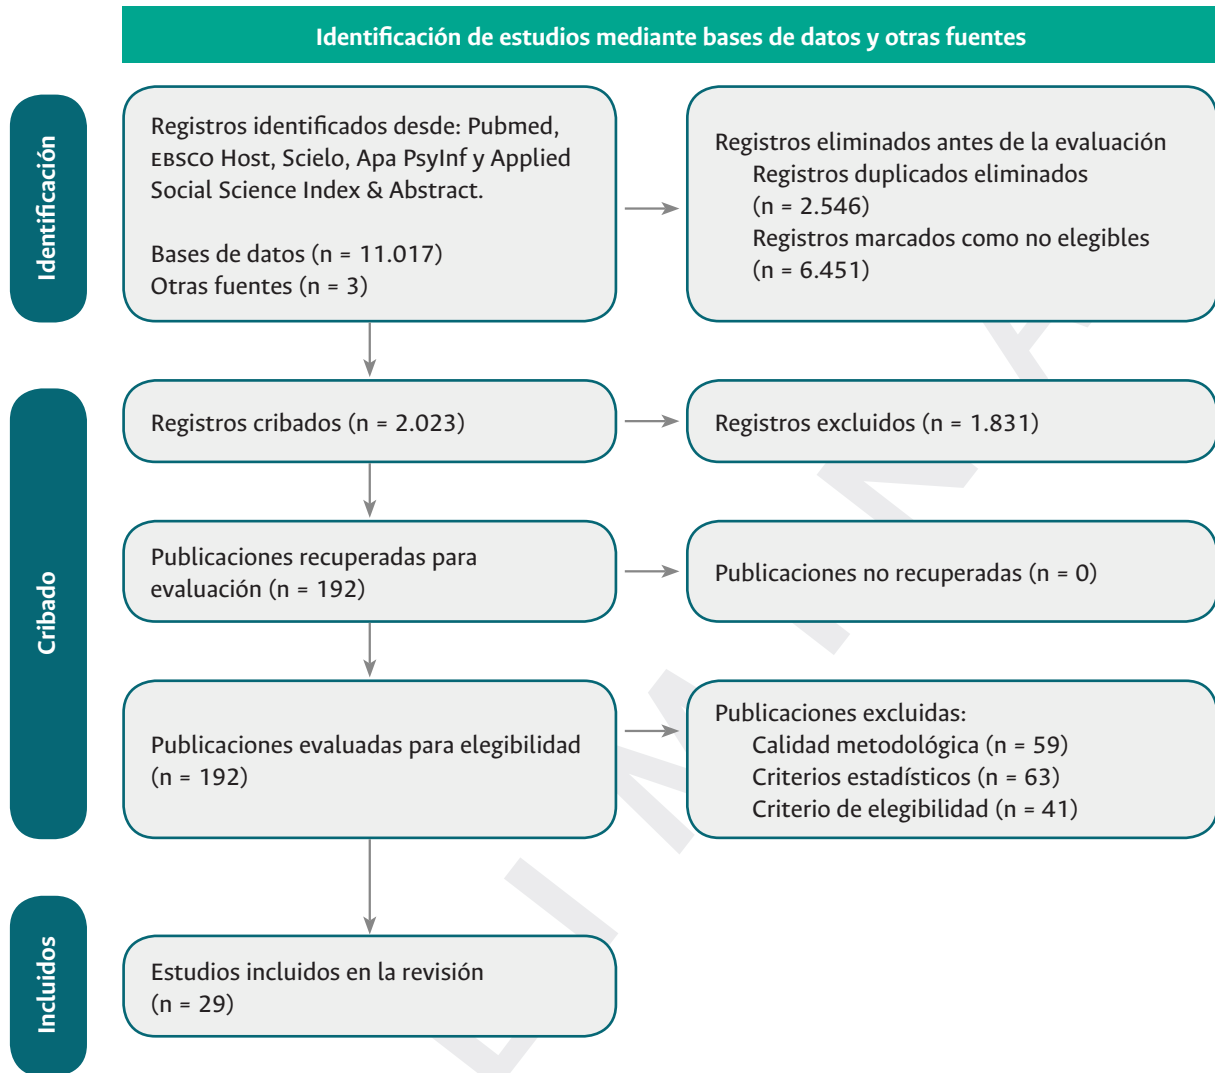 Identificación de estudios mediante bases de datos y otras fuentes
Identificación
Registros identificados desde: Pubmed,
EBSCO Host, Scielo, Apa PsyInf y Applied
Social Science Index & Abstract.
Bases de datos (n = 11.017)
Otras fuentes (n = 3)
Registros eliminados antes de la evaluación
Registros duplicados eliminados
(n = 2.546)
Registros marcados como no elegibles
(n = 6.451)
Cribado
Registros cribados (n = 2.023)
Registros excluidos (n = 1.831)
Publicaciones recuperadas para
evaluación (n = 192)
Publicaciones no recuperadas (n = 0)
Publicaciones evaluadas para elegibilidad
(n = 192)
Publicaciones excluidas:
Calidad metodológica (n = 59)
Criterios estadísticos (n = 63)
Criterio de elegibilidad (n = 41)
Incluidos
Estudios incluidos en la revisión
(n = 29)